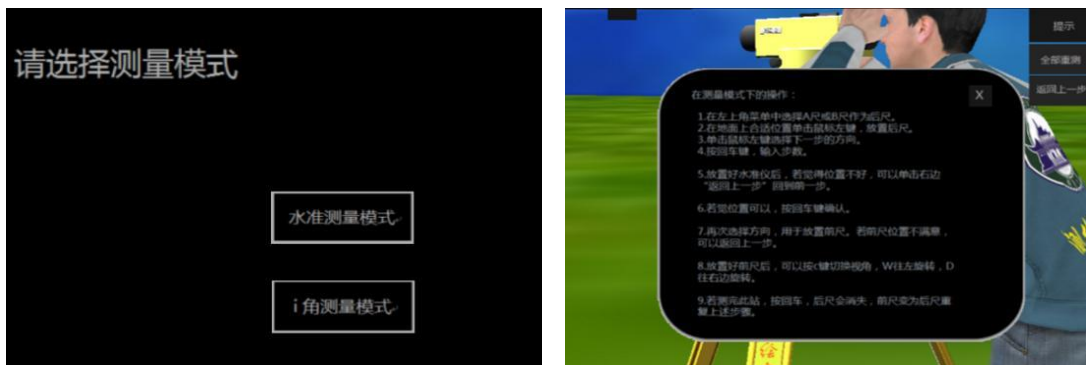 请选择测量模式
水准测量模式
i角测量模式
提示
全部重测
返回上一步
在测量模式下的操作：
X
1.在左上角菜单中选择A尺或B尺作为后尺。
2.在地面上合适位置单击鼠标左键，放置后尺。
3.单击鼠标左键选择下一步的方向。
4.按回车键，输入步数。
5.放置好水准仪后，若觉得位置不好，可以单击右边
“返回上一步”回到前一步。
6.若觉位置可以，按回车键确认。
7.再次选择方向，用于放置前尺。若前尺位置不满意，
可以返回上一步。
8.放置好前尺后，可以按c键切换视角，W往左旋转，D
往右边旋转。
9.若测完此站，按回车，后尺会消失，前尺变为后尺重
复上述步骤。